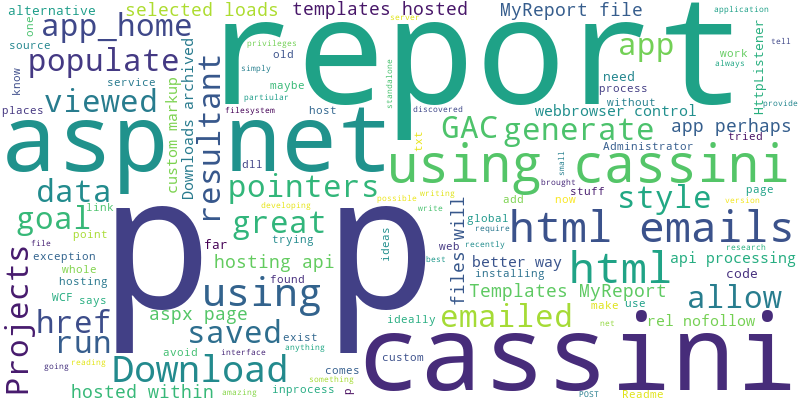 alternative
selected loads
templates hosted
MyReport file
server
application
one
app_home
report
app
tell
source
populate
privileges
old
work
always
HttpListener
know
viewed
service
Downloads archived
simply
maybe
need
process
without
provide
places
custom markup
resultant
partiular
filesystem
host
standalone
discovered
webbrowser control
asp net
dll
txt
GAC
generate
app perhaps
tried
Administrator
using cassini
data
pointers
small
brought
stuff
page
style
goal
link
developing
great
possible
writing
write
add
now
version
html emails
point
far
trying
ideas
global
require
file
exception
whole
hosting api
found
web
recently
files will
best
better way
api processing
research
Projects
hosting
installing
html
code
WCF
says
using
Templates MyReport
allow
p p
href
aspx page
ideally
emailed
make
use
run
saved
exist
rel nofollow
avoid
interface
anything
net
cassini
Download
comes
custom
going
reading
inprocess
something
hosted within
amazing
p
POST
Readme